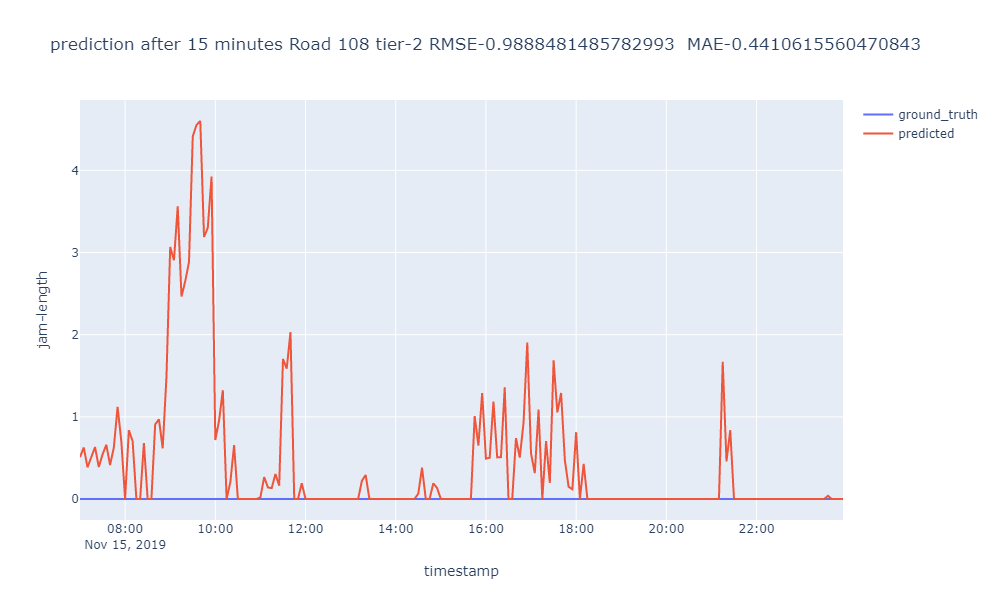 prediction after 15 minutes Road 108 tier-2 RMSE-0.9888481485782993  MAE-0.4410615560470843
ground_truth
predicted
4
3
2
1
0
jam-length
08:00 10:00 12:00 14:00 16:00 18:00 20:00 22:00
Nov 15, 2019
timestamp